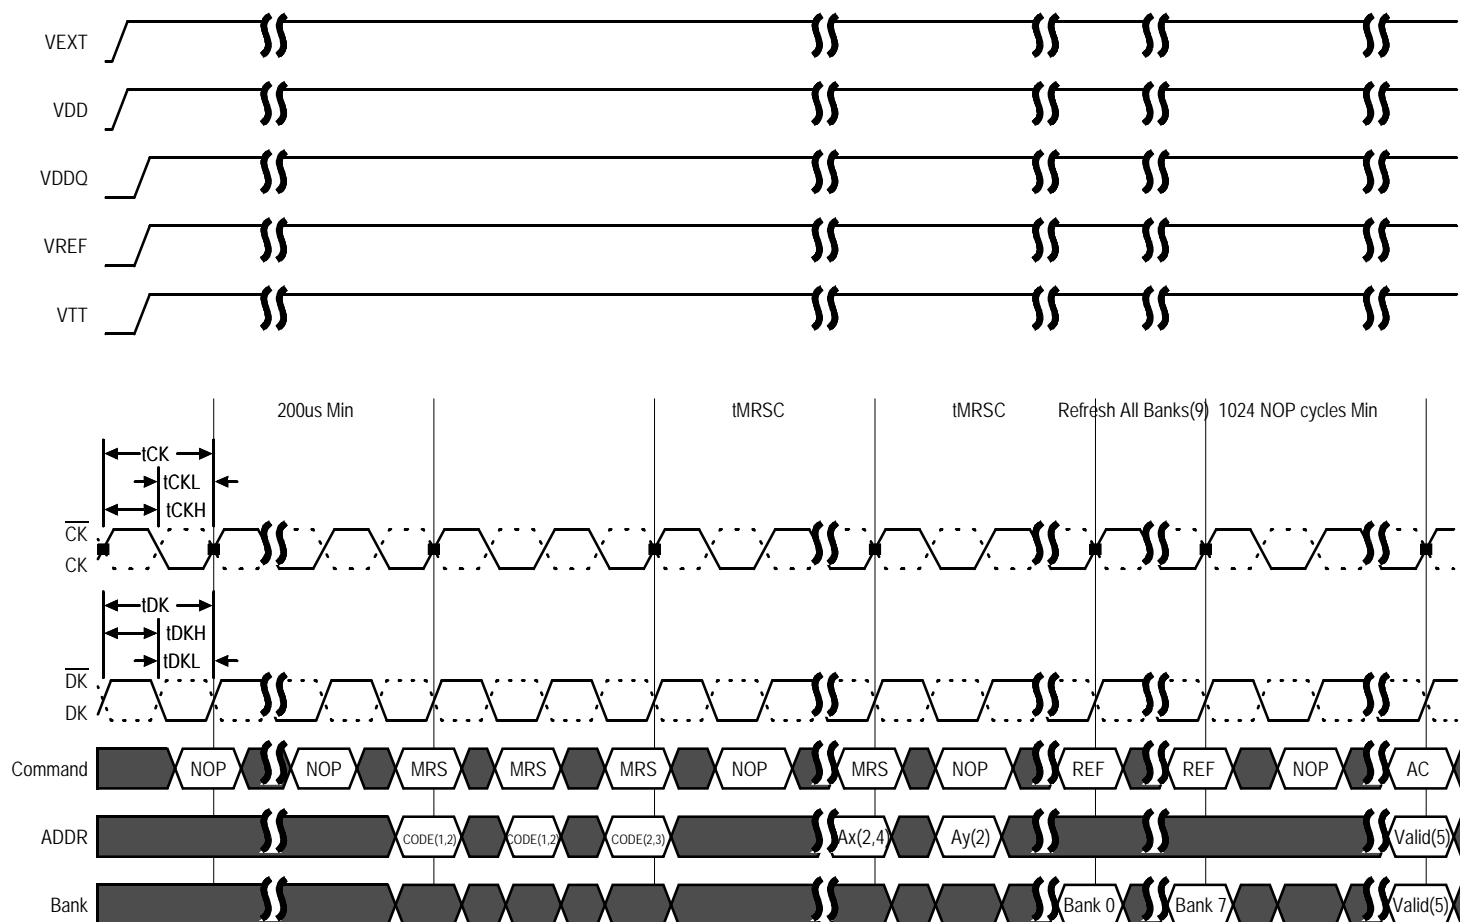 VEXT
VDD
VDDQ
VREF
VTT
200us Min tMRSC tMRSC Refresh All Banks(9) 1024 NOP cycles Min
tCK
tCKL
tCKH
CK
CK
tDK
tDKH
tDKL
DK
DK
Command NOP NOP MRS MRS MRS NOP MRS NOP REF REF NOP AC
ADDR CODE(1,2) CODE(1,2) CODE(2,3) Ax(2,4) Ay(2) Valid(5)
Bank Bank 0 Bank 7 Valid(5)